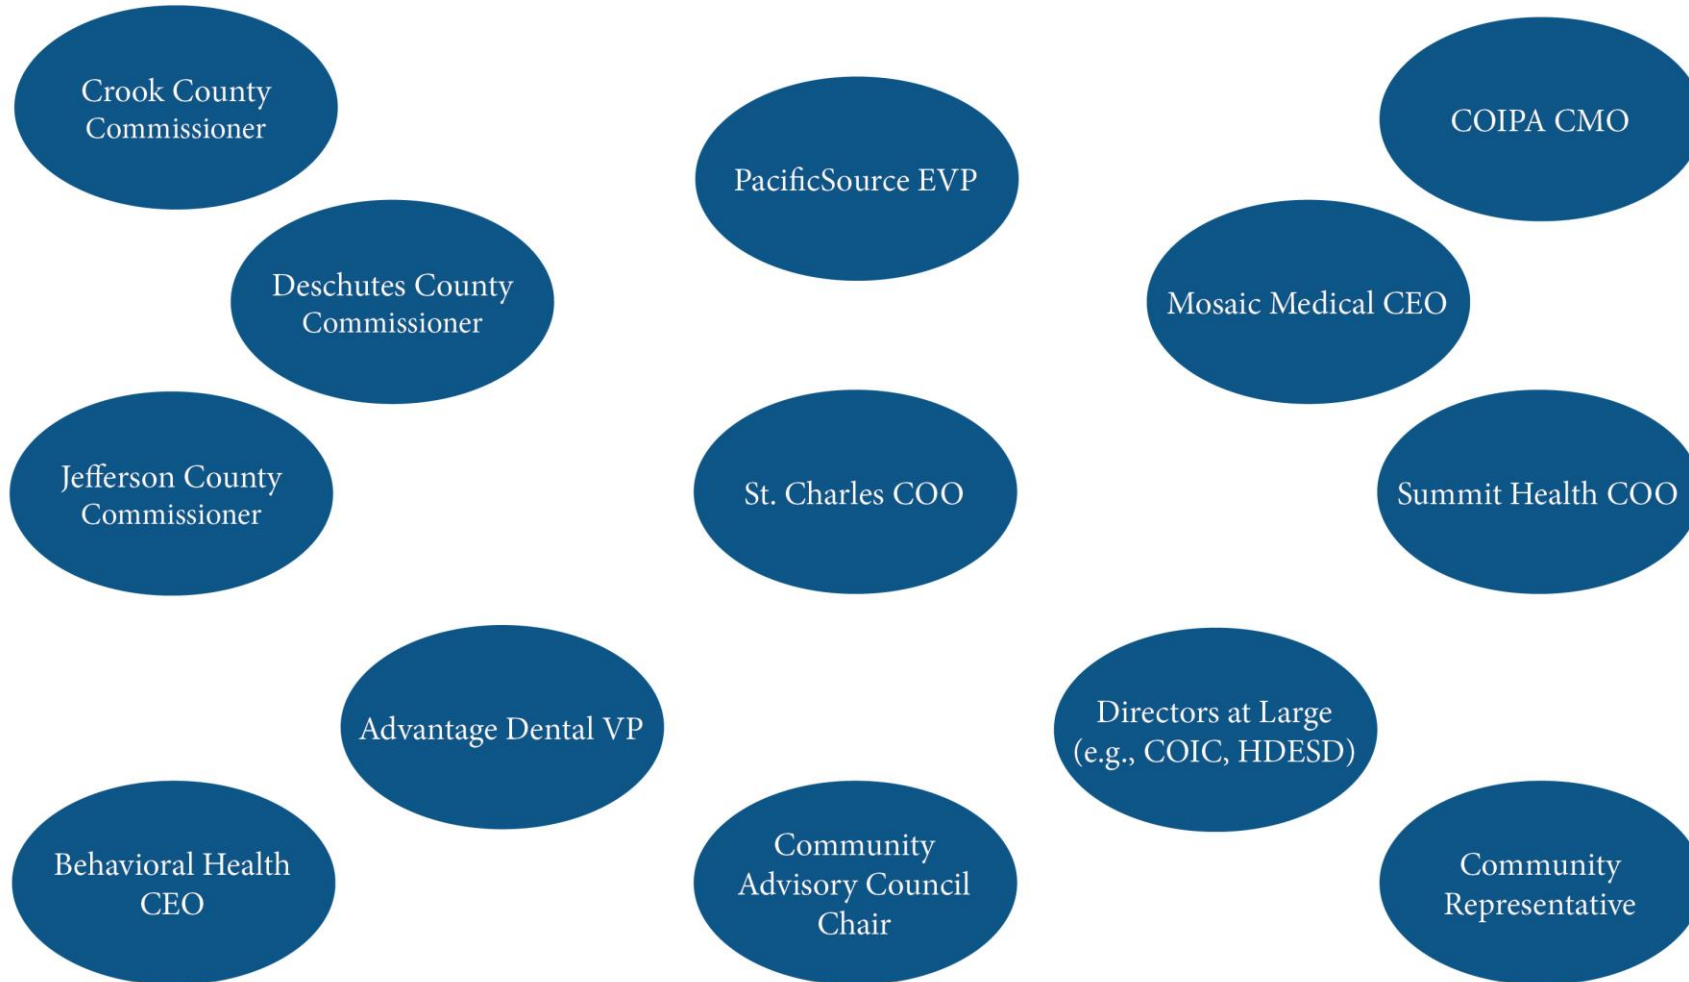 Crook County
Commissioner
PacificSource EVP
COIPA CMO
Deschutes County
Commissioner
Mosaic Medical CEO
Jefferson County
Commissioner
St. Charles COO
Summit Health COO
Advantage Dental VP
Directors at Large
(e.g., COIC, HDESD)
Behavioral Health
CEO
Community
Advisory Council
Chair
Community
Representative